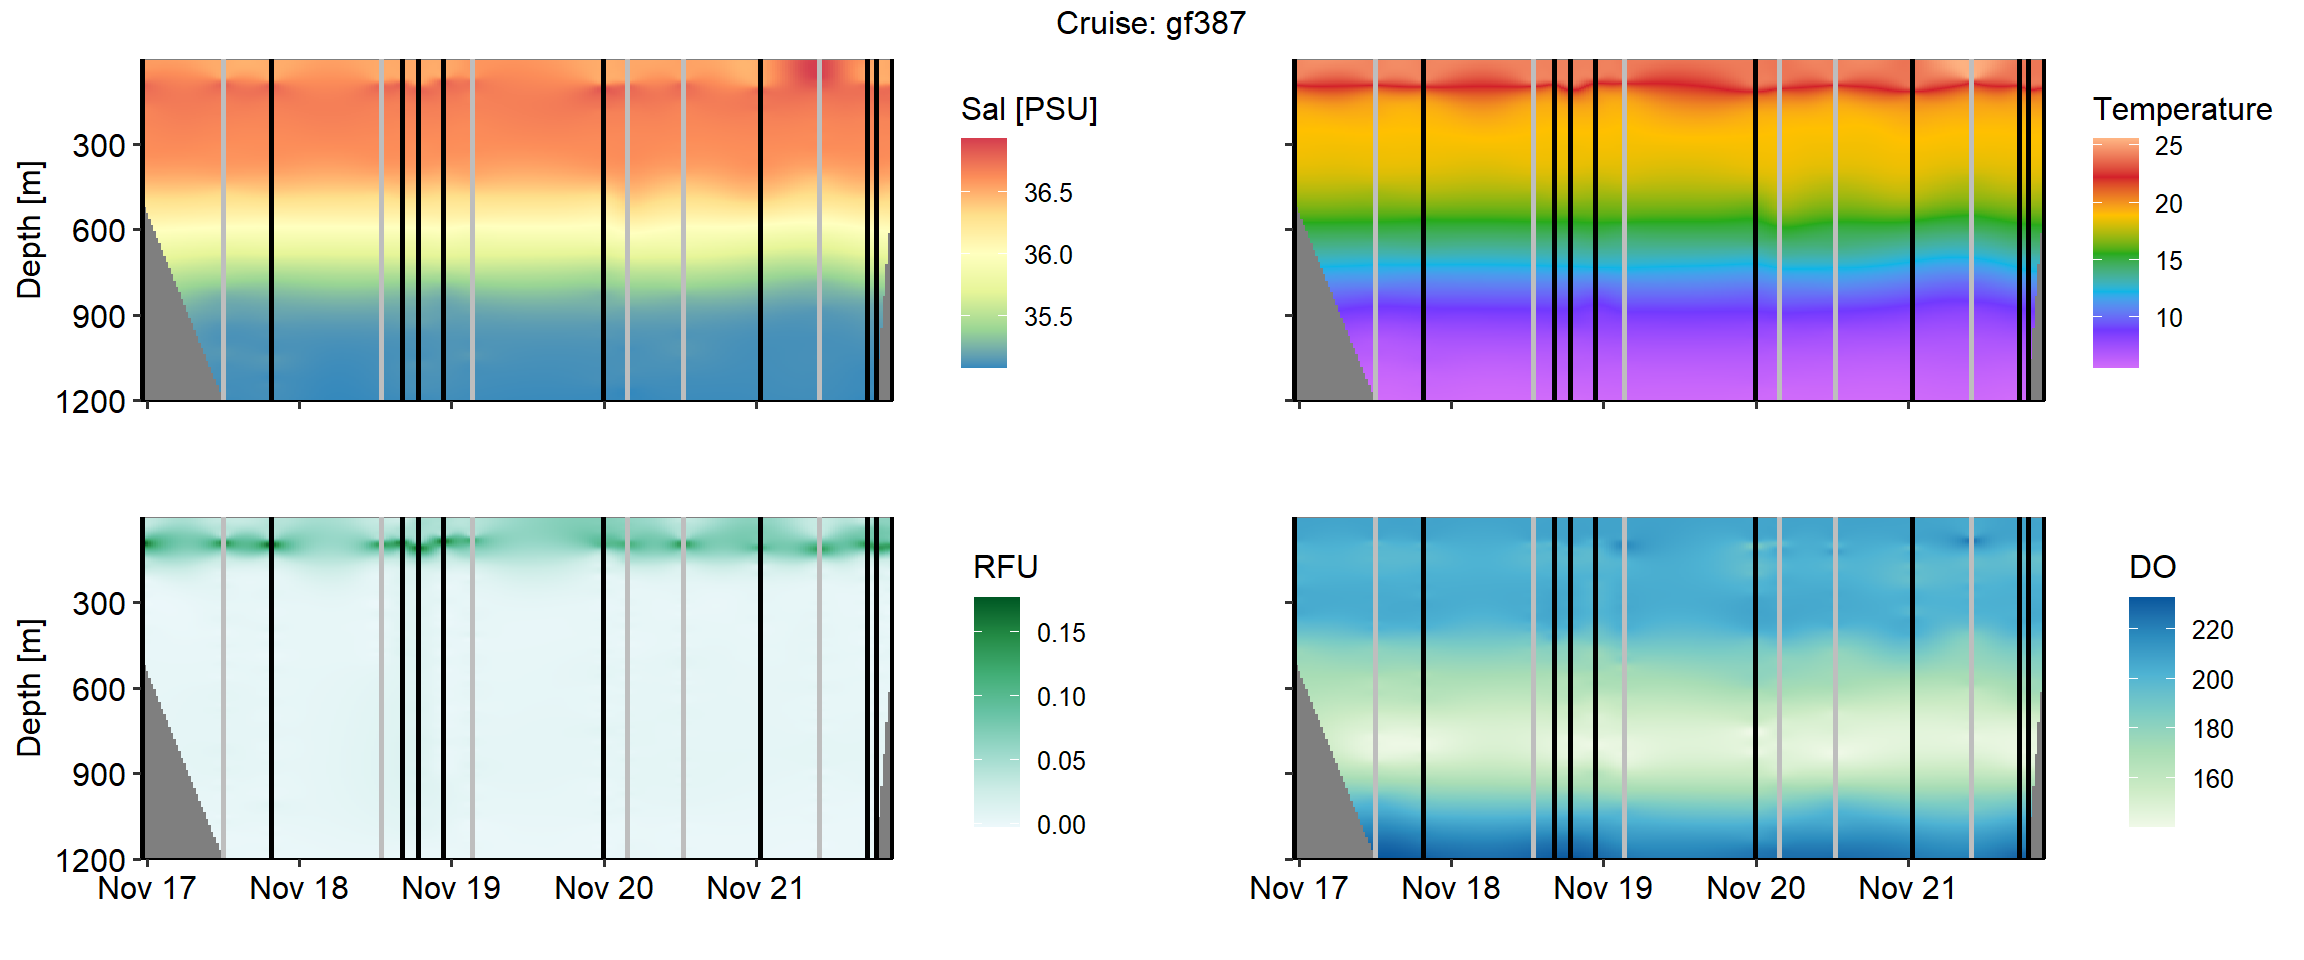 Cruise: gf387
Depth [m]
300
600
900
1200
Sal [PSU]
36.5
36.0
35.5
Temperature
25
20
15
10
Depth [m]
300
600
900
1200
Nov 17 Nov 18 Nov 19 Nov 20 Nov 21
RFU
0.15
0.10
0.05
0.00
Nov 17 Nov 18 Nov 19 Nov 20 Nov 21
DO
220
200
180
160